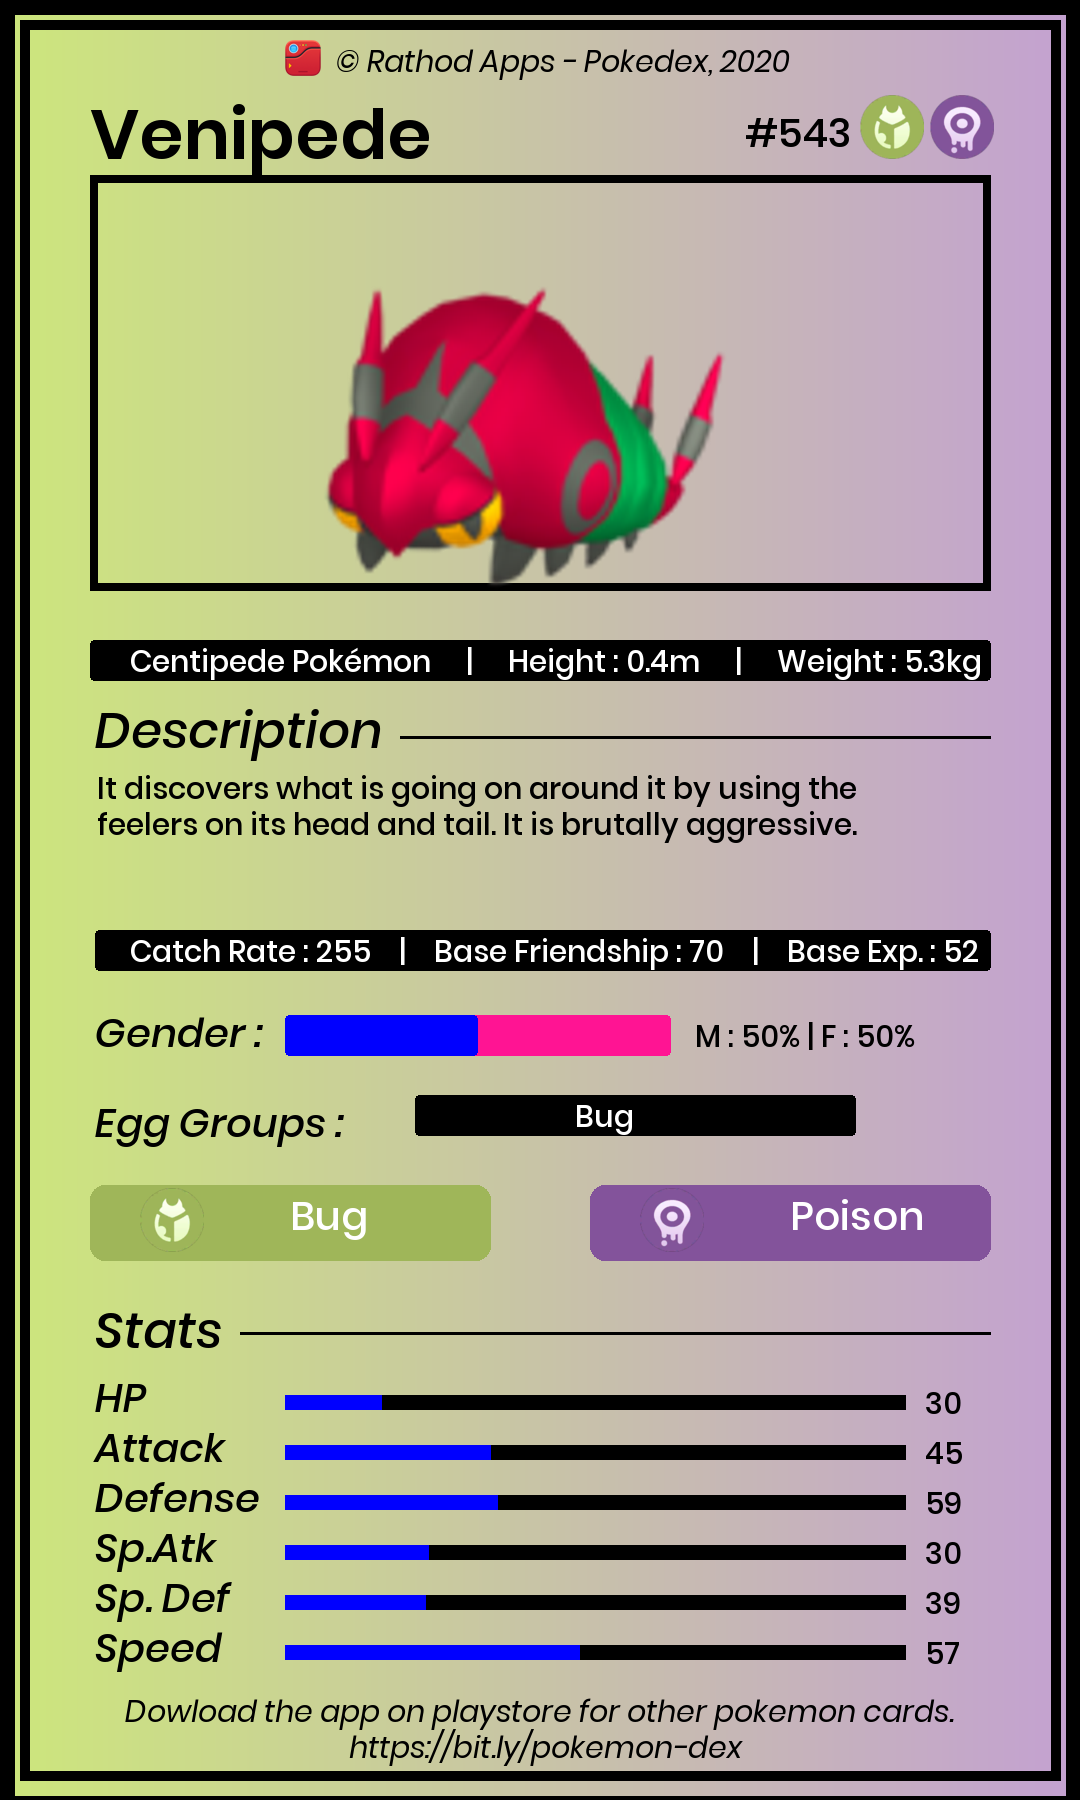 © Rathod Apps - Pokedex, 2020
Venipede #543
Centipede Pokémon | Height : 0.4m | Weight : 5.3kg
Description
It discovers what is going on around it by using the
feelers on its head and tail. It is brutally aggressive.
Catch Rate : 255 | Base Friendship : 70 | Base Exp. : 52
Gender : M : 50% | F : 50%
Egg Groups : Bug
Bug Poison
Stats
HP 30
Attack 45
Defense 59
Sp.Atk 30
Sp. Def 39
Speed 57
Dowload the app on playstore for other pokemon cards.
https://bit.ly/pokemon-dex